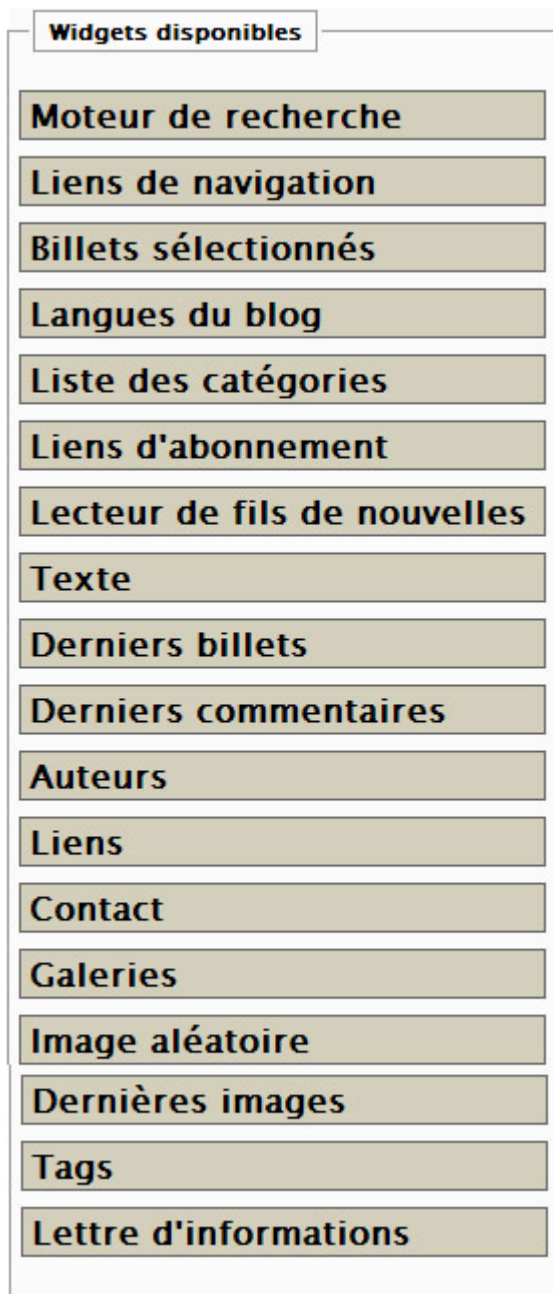 Widgets disponibles
Moteur de recherche
Liens de navigation
Billets sélectionnés
Langues du blog
Liste des catégories
Liens d'abonnement
Lecteur de fils de nouvelles
Texte
Derniers billets
Derniers commentaires
Auteurs
Liens
Contact
Galeries
Image aléatoire
Dernières images
Tags
Lettre d'informations